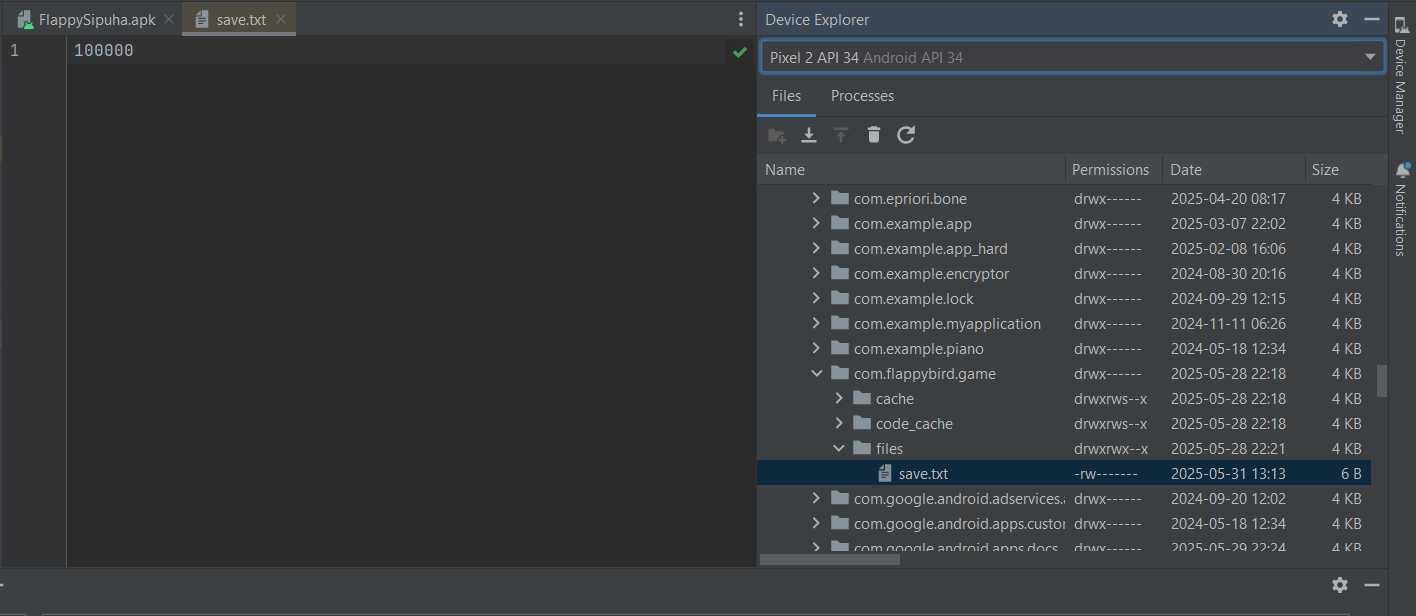 FlappySipuha.apk save.txt
1 100000
Device Explorer
Pixel 2 API 34 Android API 34
Files Processes
Name Permissions Date Size
com.epriori.bone drwx------ 2025-04-20 08:17 4 KB
com.example.app drwx------ 2025-03-07 22:02 4 KB
com.example.app_hard drwx------ 2025-02-08 16:06 4 KB
com.example.encryptor drwx------ 2024-08-30 20:16 4 KB
com.example.lock drwx------ 2024-09-29 12:15 4 KB
com.example.myapplication drwx------ 2024-11-11 06:26 4 KB
com.example.piano drwx------ 2024-05-18 12:34 4 KB
com.flappybird.game drwx------ 2025-05-28 22:18 4 KB
cache drwxrws--x 2025-05-28 22:18 4 KB
code_cache drwxrws--x 2025-05-28 22:18 4 KB
files drwxrwx--x 2025-05-28 22:21 4 KB
save.txt -rw------- 2025-05-31 13:13 6 B
com.google.android.adservices.a drwx------ 2024-09-20 12:02 4 KB
com.google.android.apps.custor drwx------ 2024-05-18 12:34 4 KB
com.google.android.apps.docs drwx------ 2025-05-29 22:24 4 KB
Device Manager
Notifications